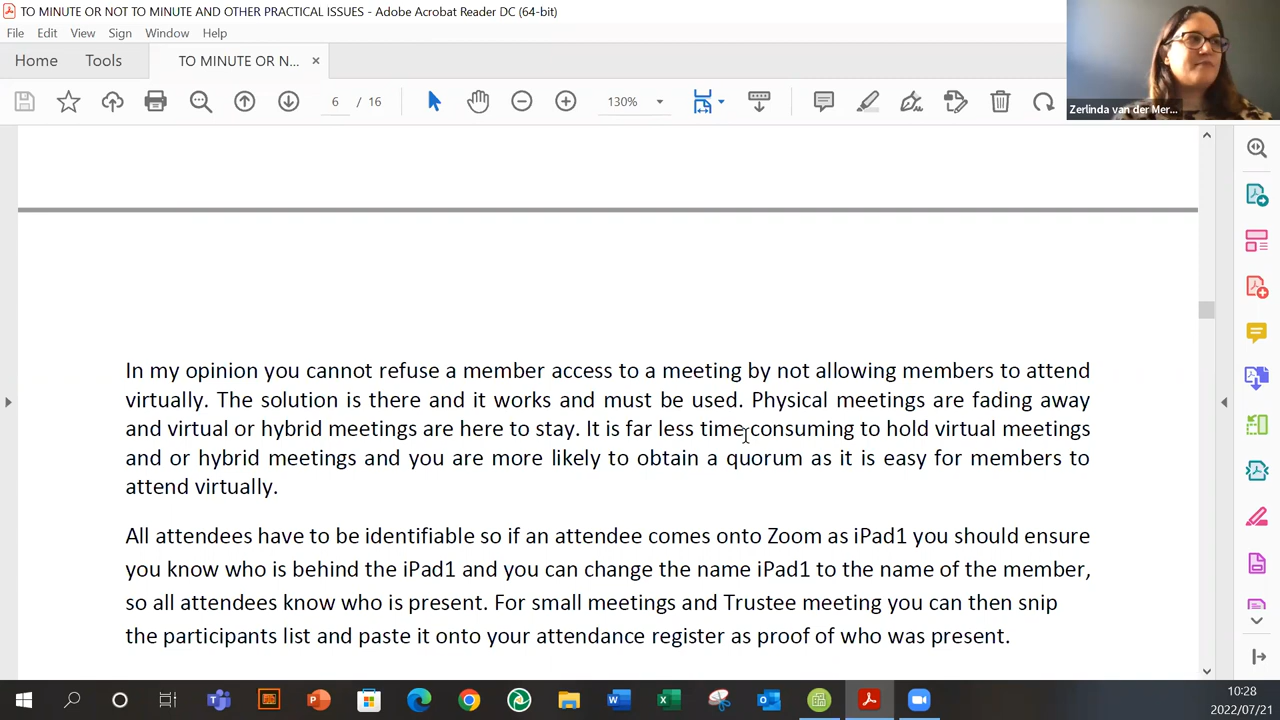 TO MINUTE OR NOT TO MINUTE AND OTHER PRACTICAL ISSUES - Adobe Acrobat Reader DC (64-bit)
File Edit View Sign Window Help
Home Tools TO MINUTE OR N... ×
6 / 16 130%
Zerlinda van der Mer...
In my opinion you cannot refuse a member access to a meeting by not allowing members to attend
virtually. The solution is there and it works and must be used. Physical meetings are fading away
and virtual or hybrid meetings are here to stay. It is far less time consuming to hold virtual meetings
and or hybrid meetings and you are more likely to obtain a quorum as it is easy for members to
attend virtually.
All attendees have to be identifiable so if an attendee comes onto Zoom as iPad1 you should ensure
you know who is behind the iPad1 and you can change the name iPad1 to the name of the member,
so all attendees know who is present. For small meetings and Trustee meeting you can then snip
the participants list and paste it onto your attendance register as proof of who was present.
10:28
2022/07/21